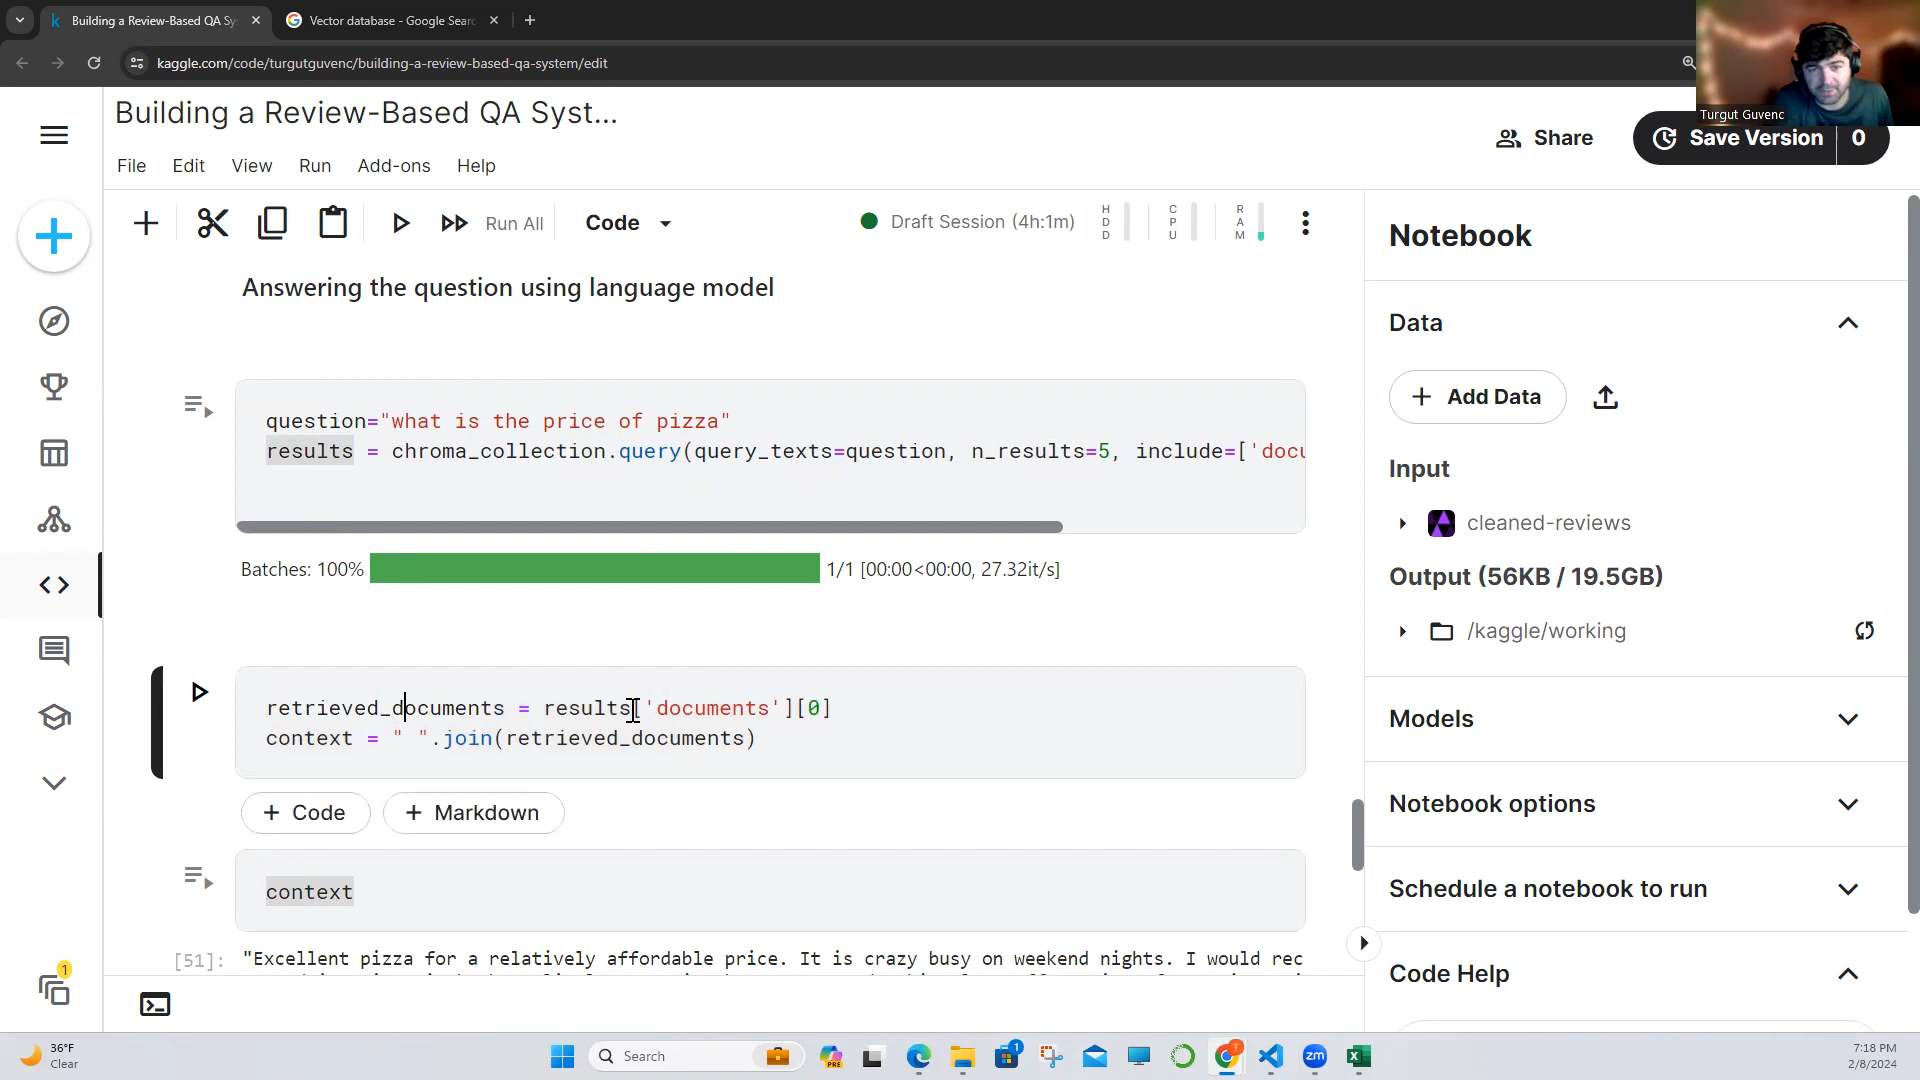 Building a Review-Based QA Sy
Vector database - Google Searc
kaggle.com/code/turgutguvenc/building-a-review-based-qa-system/edit
Turgut Guvenc
Building a Review-Based QA Syst...
Share
Save Version
0
File Edit View Run Add-ons Help
Run All
Code
Draft Session (4h:1m)
HDD
CPU
RAM
Notebook
Answering the question using language model
question="what is the price of pizza"
results = chroma_collection.query(query_texts=question, n_results=5, include=['docu
Batches: 100% 1/1 [00:00<00:00, 27.32it/s]
retrieved_documents = results['documents'][0]
context = " ".join(retrieved_documents)
+ Code + Markdown
context
[51]: "Excellent pizza for a relatively affordable price. It is crazy busy on weekend nights. I would rec
Data
+ Add Data
Input
cleaned-reviews
Output (56KB / 19.5GB)
/kaggle/working
Models
Notebook options
Schedule a notebook to run
Code Help
1
36°F
Clear
Search
PRE
1
T
zm
7:18 PM
2/8/2024